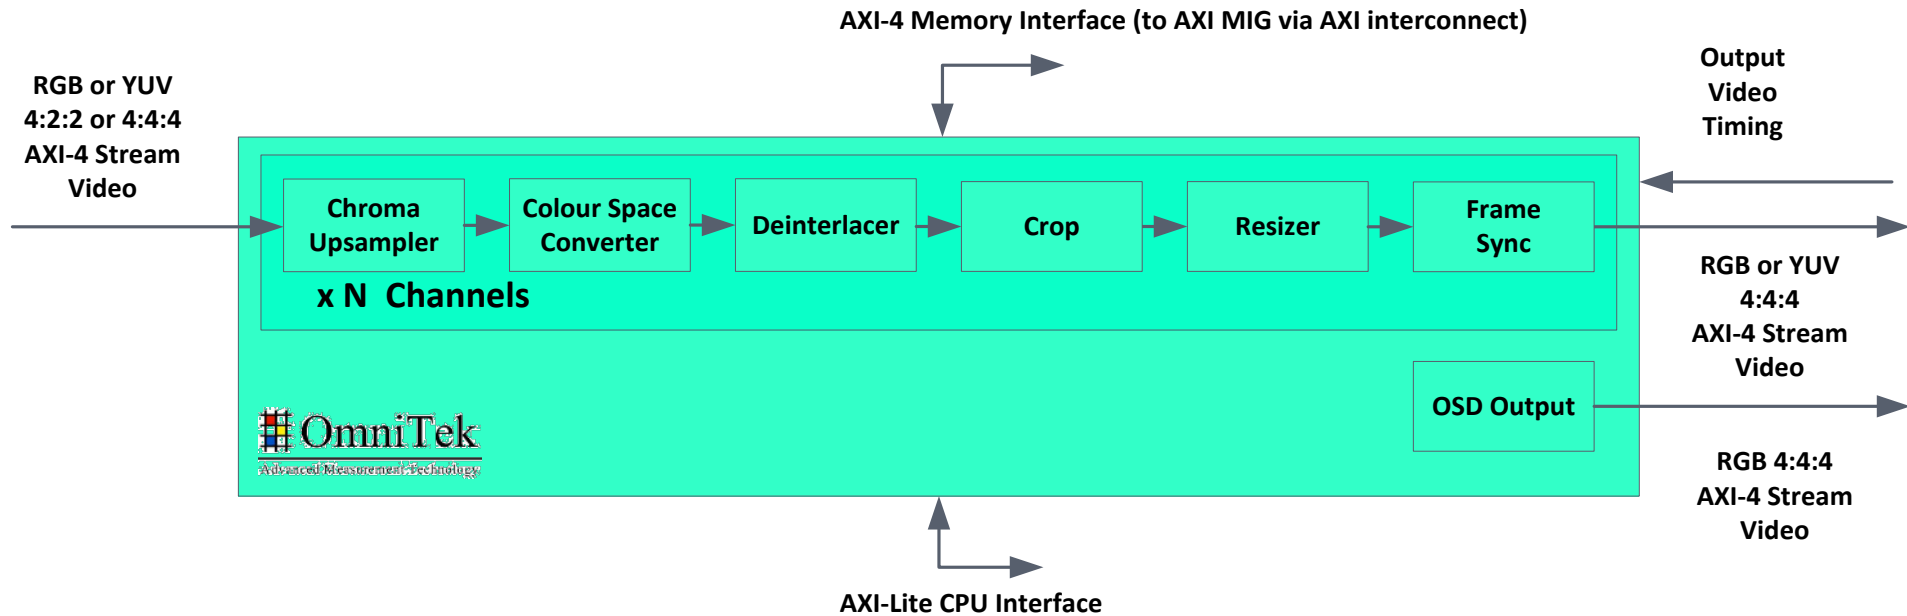 AXI-4 Memory Interface (to AXI MIG via AXI interconnect)
RGB or YUV
4:2:2 or 4:4:4
AXI-4 Stream
Video
Output
Video
Timing
Chroma
Upsampler
Colour Space
Converter
Deinterlacer
Crop
Resizer
Frame
Sync
x N Channels
RGB or YUV
4:4:4
AXI-4 Stream
Video
OSD Output
OmniTek
Advanced Measurement Technology
RGB 4:4:4
AXI-4 Stream
Video
AXI-Lite CPU Interface